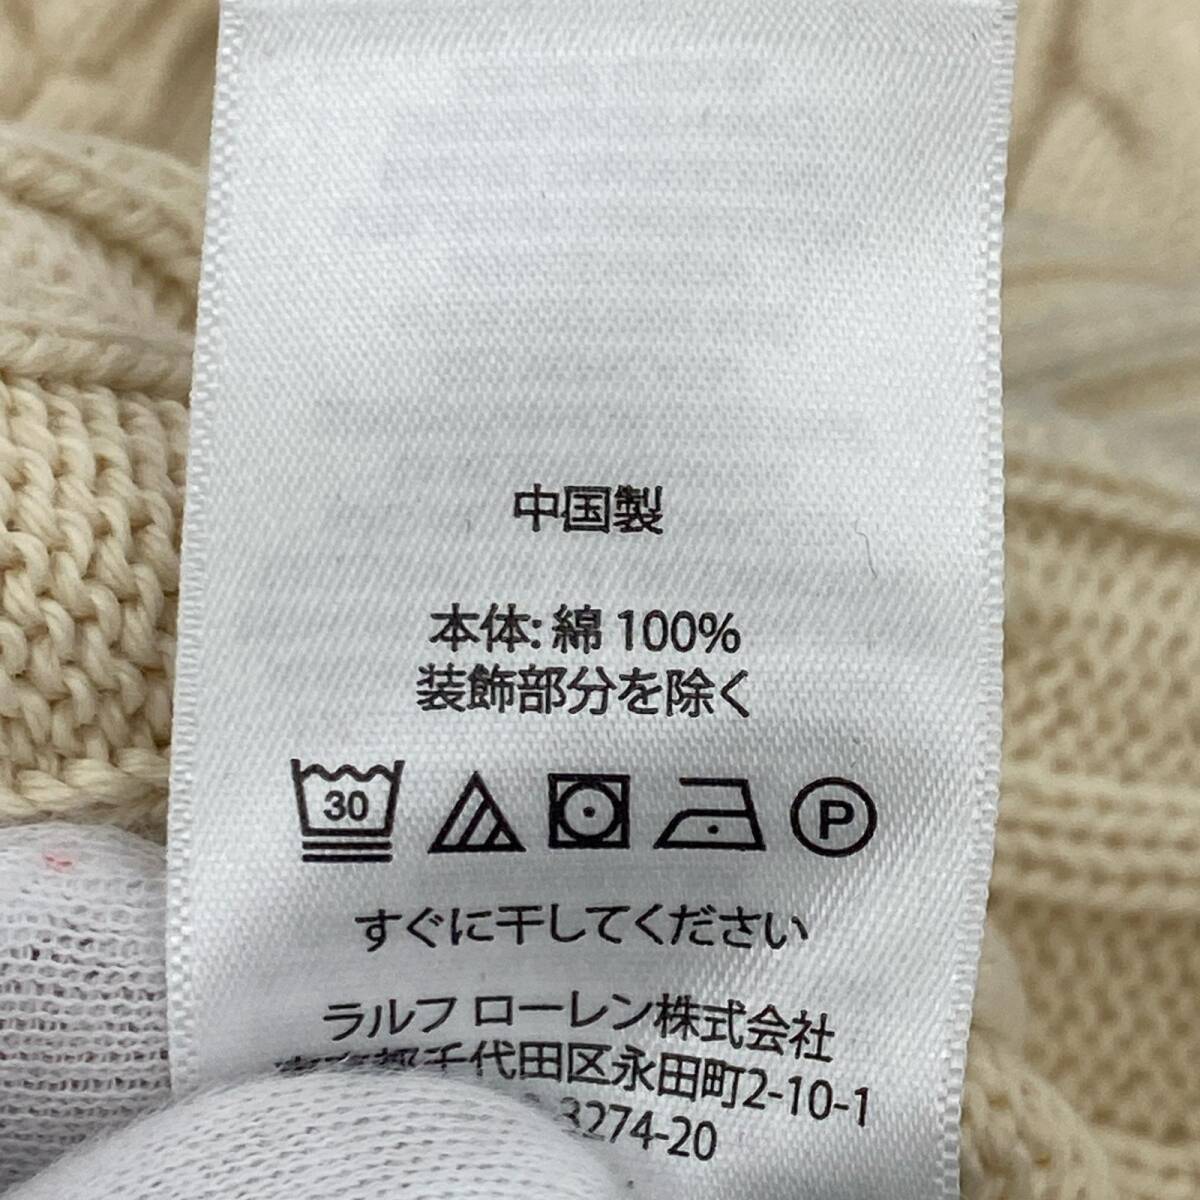 中国製
本体: 綿 100%
装飾部分を除く
30
P
すぐに干してください
ラルフ ローレン株式会社
千代田区永田町2-10-1
3274-20